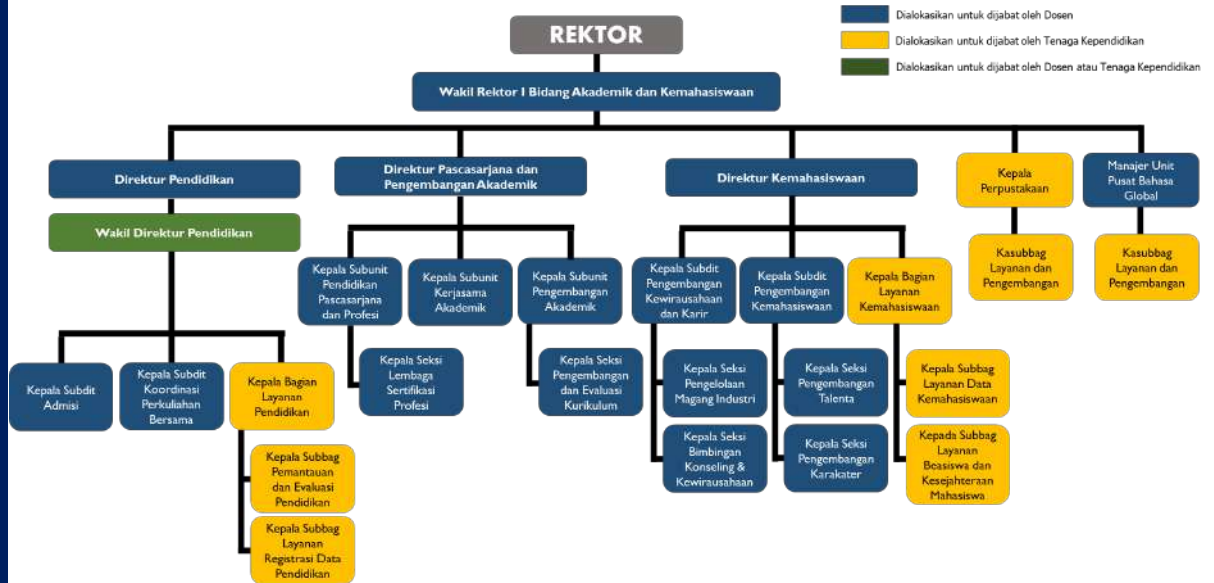 Dialokasikan untuk dijabat oleh Dosen
REKTOR
Dialokasikan untuk dijabat oleh Tenaga Kependidikan
Dialokasikan untuk dijabat oleh Dosen atau Tenaga Kependidikan
Wakil Rektor I Bidang Akademik dan Kemahasiswaan
Direktur Pendidikan
Direktur Pascasarjana dan
Pengembangan Akademik
Direktur Kemahasiswaan
Kepala
Perpustakaan
Manajer Unit
Pusat Bahasa
Global
Wakil Direktur Pendidikan
Kepala Subunit
Pendidikan
Pascasarjana
dan Profesi
Kepala Subunit
Kerjasama
Akademik
Kepala Subunit
Pengembangan
Akademik
Kepala Subdit
Pengembangan
Kewirausahaan
dan Karir
Kepala Subdit
Pengembangan
Kemahasiswaan
Kepala Bagian
Layanan
Kemahasiswaan
Kasubbag
Layanan dan
Pengembangan
Kasubbag
Layanan dan
Pengembangan
Kepala Subdit
Admisi
Kepala Subdit
Koordinasi
Perkuliahan
Bersama
Kepala Bagian
Layanan
Pendidikan
Kepala Seksi
Lembaga
Sertifikasi
Profesi
Kepala Seksi
Pengembangan
dan Evaluasi
Kurikulum
Kepala Seksi
Pengelolaan
Magang Industri
Kepala Seksi
Pengembangan
Talenta
Kepala Subbag
Layanan Data
Kemahasiswaan
Kepala Subbag
Pemantauan
dan Evaluasi
Pendidikan
Kepala Seksi
Bimbingan
Konseling &
Kewirausahaan
Kepala Seksi
Pengembangan
Karakater
Kepada Subbag
Layanan
Beasiswa dan
Kesejahteraan
Mahasiswa
Kepala Subbag
Layanan
Registrasi Data
Pendidikan